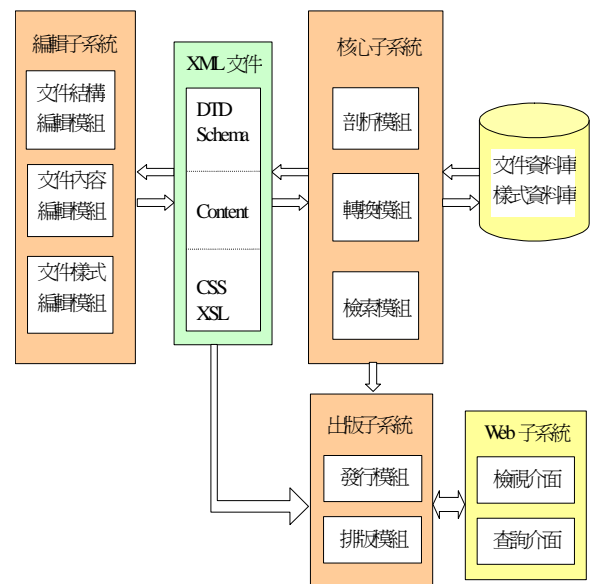 編輯子系統
文件結構
編輯模組
文件內容
編輯模組
文件樣式
編輯模組
XML 文件
DTD
Schema
Content
CSS
XSL
核心子系統
剖析模組
轉換模組
檢索模組
文件資料庫
樣式資料庫
出版子系統
發行模組
排版模組
Web 子系統
檢視介面
查詢介面